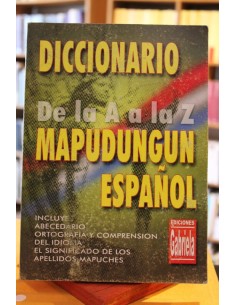 DICCIONARIO
De la A a la Z
MAPUDUNGUN
ESPAÑOL
INCLUYE
ABECEDARIO
ORTOGRAFIA Y COMPRENSION
DEL IDIOMA
EL SIGNIFICADO DE LOS
APELLIDOS MAPUCHES
EDICIONES
Gabriela